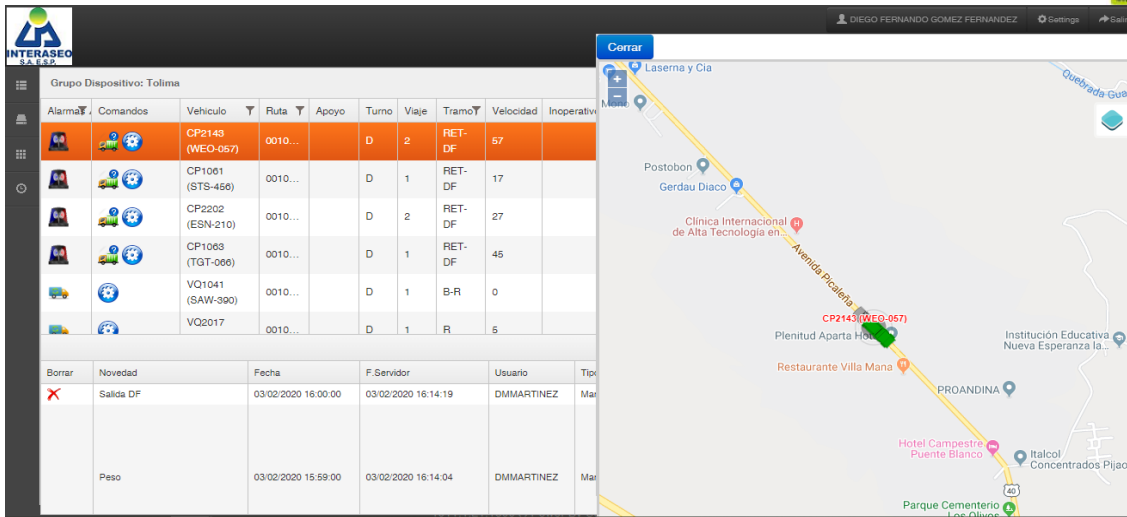 INTERASEO
S.A. E.S.P.
DIEGO FERNANDO GOMEZ FERNANDEZ
Settings
Cerrar
Grupo Dispositivo: Tolima
Comandos Vehiculo Ruta Apoyo Turno Viaje Tramo Velocidad
CP2143
(WEO-057) 0010... D 2 RET-
DF 57
CP1061
(STS-456) 0010... D 1 RET-
DF 17
CP2202
(ESN-210) 0010... D 2 RET-
DF 27
CP1063
(TGT-066) 0010... D 1 RET-
DF 45
VQ1041
(SAW-390) 0010... D 1 B-R 0
VQ2017
0010... D 1 R 5
Borrar Novedad Fecha F.Servidor Usuario
Salida DF 03/02/2020 16:00:00 03/02/2020 16:14:19 DMMARTINEZ
Peso 03/02/2020 15:59:00 03/02/2020 16:14:04 DMMARTINEZ
+
−
Laserna y Cia
Quebrada
Postobon
Gerdau Diaco
Clínica Internacional
de Alta Tecnología en...
Avenida Picaleña
CP2143 (WEO-057)
Plenitud Aparta
Restaurante Villa Mana
Institución Educativa
Nueva Esperanza la...
PROANDINA
Hotel Campestre
Puente Blanco
Italcol
Concentrados Pijao
40
Parque Cementerio
Los Olivos